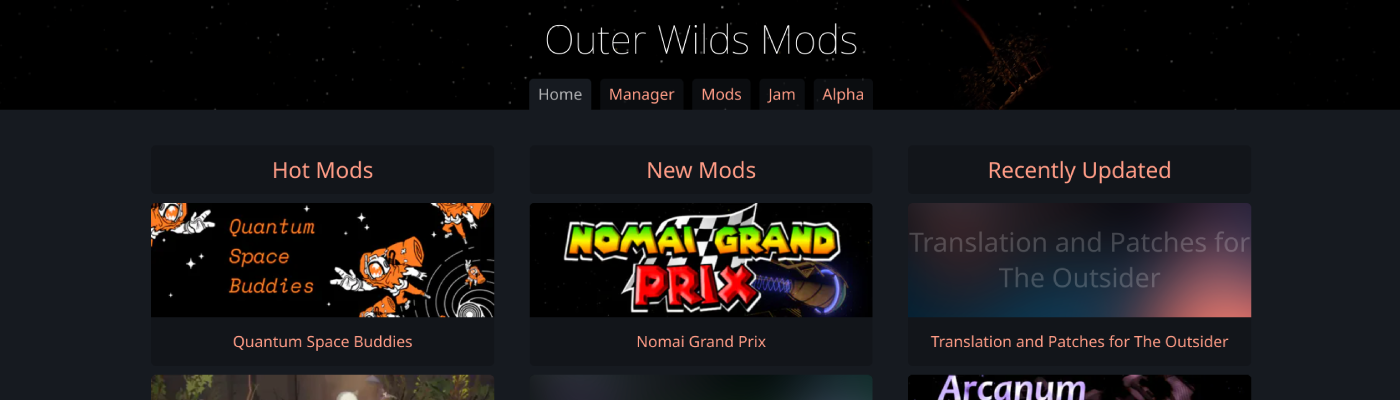 Outer Wilds Mods
Home Manager Mods Jam Alpha
Hot Mods
Quantum
Space
Buddies
Quantum Space Buddies
New Mods
NOMAI GRAND
PRIX
Nomai Grand Prix
Recently Updated
Translation and Patches for
The Outsider
Translation and Patches for The Outsider
Arcanum